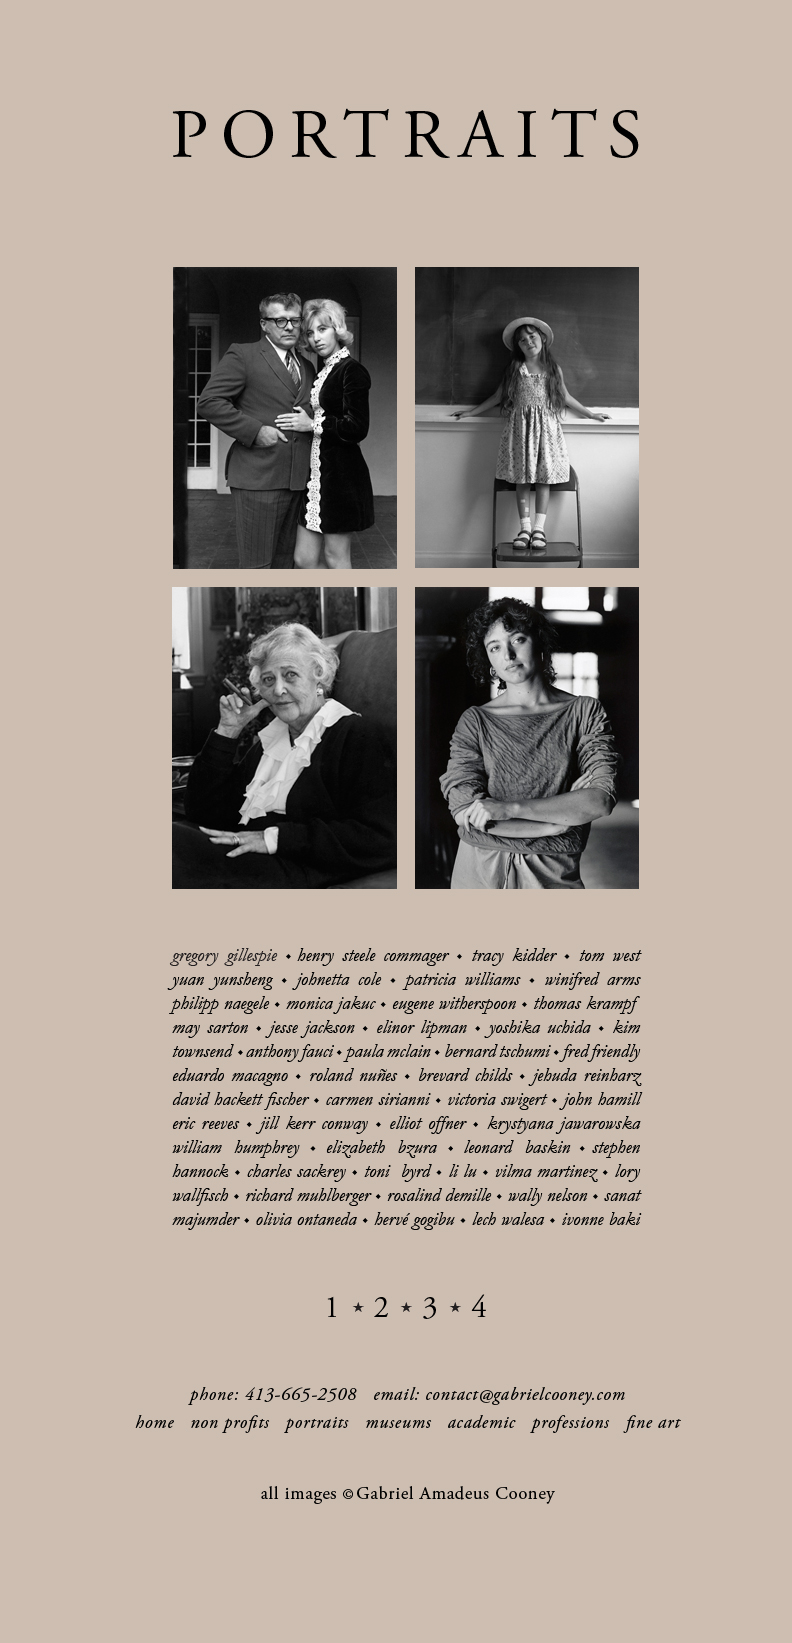 PORTRAITS
gregory gillespie ⬩ henry steele commager ⬩ tracy kidder ⬩ tom west
yuan yunsheng ⬩ johnetta cole ⬩ patricia williams ⬩ winifred arms
philipp naegele ⬩ monica jakuc ⬩ eugene witherspoon ⬩ thomas krampf
may sarton ⬩ jesse jackson ⬩ elinor lipman ⬩ yoshika uchida ⬩ kim
townsend ⬩ anthony fauci ⬩ paula mclain ⬩ bernard tschumi ⬩ fred friendly
eduardo macagno ⬩ roland nuñes ⬩ brevard childs ⬩ jehuda reinharz
david hackett fischer ⬩ carmen sirianni ⬩ victoria swigert ⬩ john hamill
eric reeves ⬩ jill kerr conway ⬩ elliot offner ⬩ krystyana jawarowska
william humphrey ⬩ elizabeth bzura ⬩ leonard baskin ⬩ stephen
hannock ⬩ charles sackrey ⬩ toni byrd ⬩ li lu ⬩ vilma martinez ⬩ lory
wallfisch ⬩ richard muhlberger ⬩ rosalind demille ⬩ wally nelson ⬩ sanat
majumder ⬩ olivia ontaneda ⬩ hervé gogibu ⬩ lech walesa ⬩ ivonne baki
1 ★ 2 ★ 3 ★ 4
phone: 413-665-2508 email: contact@gabrielcooney.com
home non profits portraits museums academic professions fine art
all images ©Gabriel Amadeus Cooney